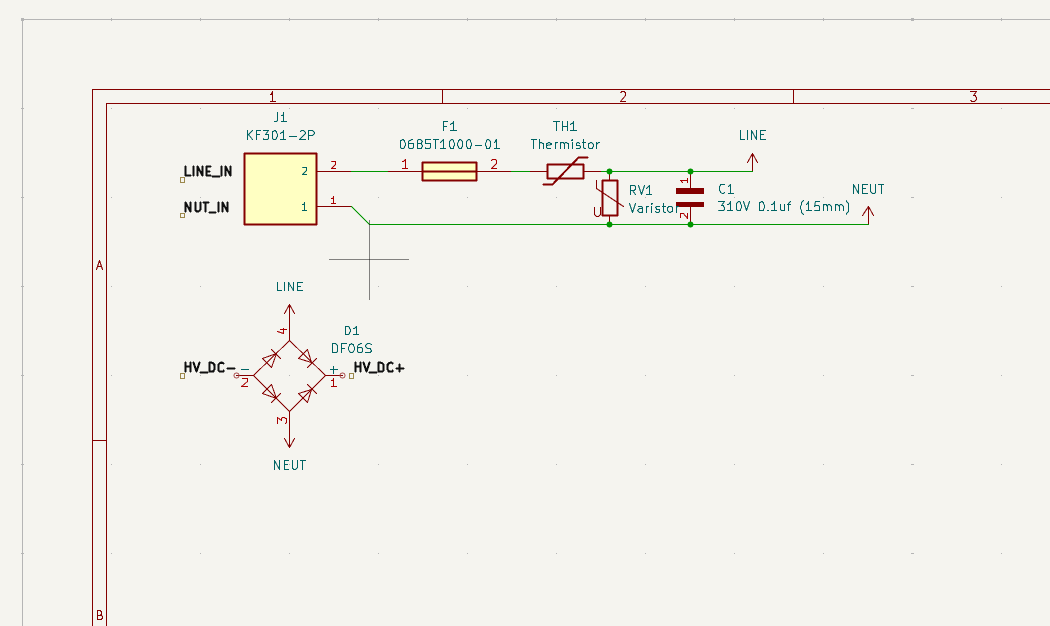 1 2 3
J1
KF301-2P
F1
06B5T1000-01
TH1
Thermistor
LINE
LINE_IN
2 2
1 2
NUT_IN
1 1
RV1
Varistor
U
1
2
C1
310V 0.1uf (15mm)
NEUT
A
LINE
4
D1
DF06S
HV_DC-
-
2
+
1
HV_DC+
3
NEUT
B